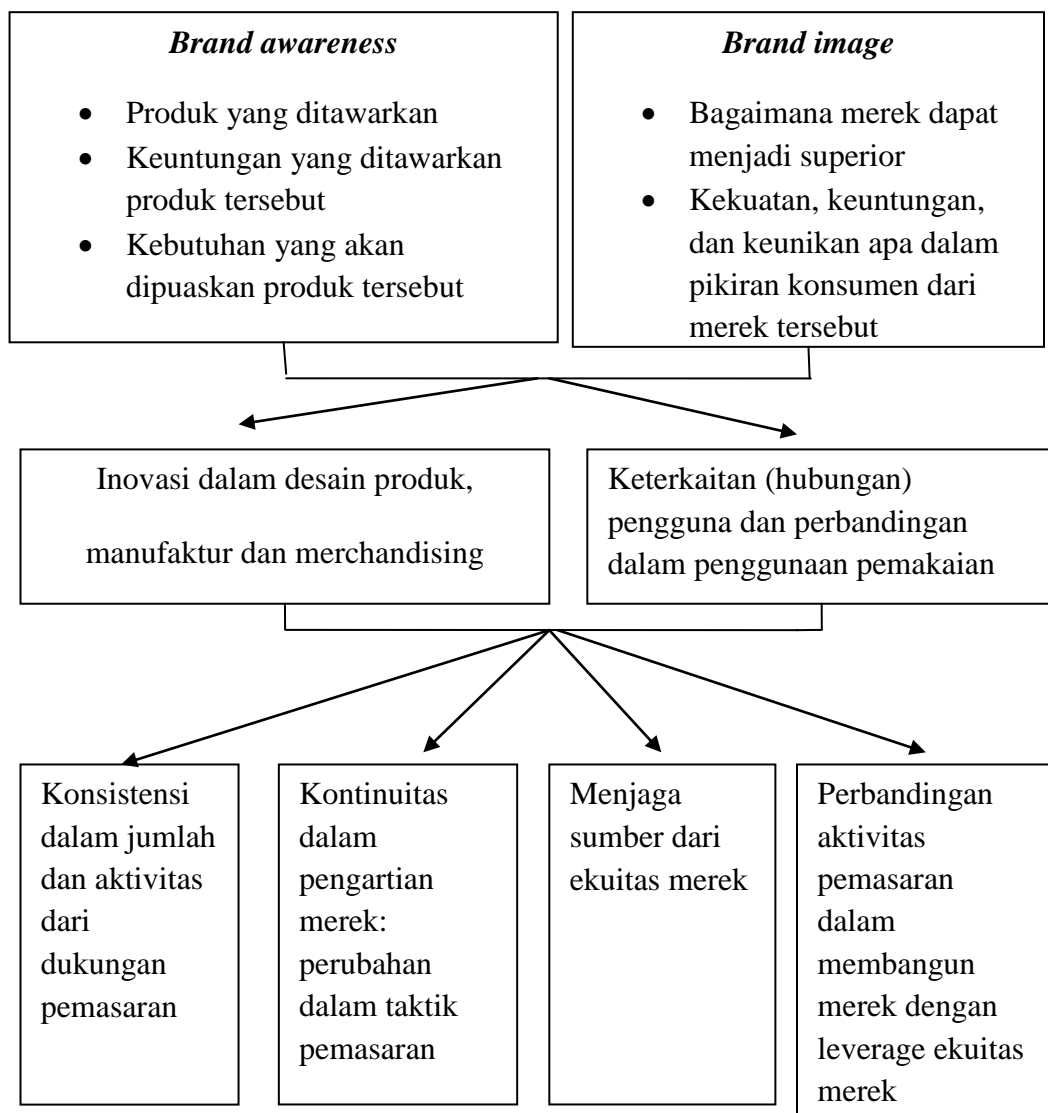 Brand awareness
• Produk yang ditawarkan
• Keuntungan yang ditawarkan
produk tersebut
• Kebutuhan yang akan
dipuaskan produk tersebut
Brand image
• Bagaimana merek dapat
menjadi superior
• Kekuatan, keuntungan,
dan keunikan apa dalam
pikiran konsumen dari
merek tersebut
Inovasi dalam desain produk,
manufaktur dan merchandising
Keterkaitan (hubungan)
pengguna dan perbandingan
dalam penggunaan pemakaian
Konsistensi
dalam jumlah
dan aktivitas
dari
dukungan
pemasaran
Kontinuitas
dalam
pengartian
merek:
perubahan
dalam taktik
pemasaran
Menjaga
sumber dari
ekuitas merek
Perbandingan
aktivitas
pemasaran
dalam
membangun
merek dengan
leverage ekuitas
merek